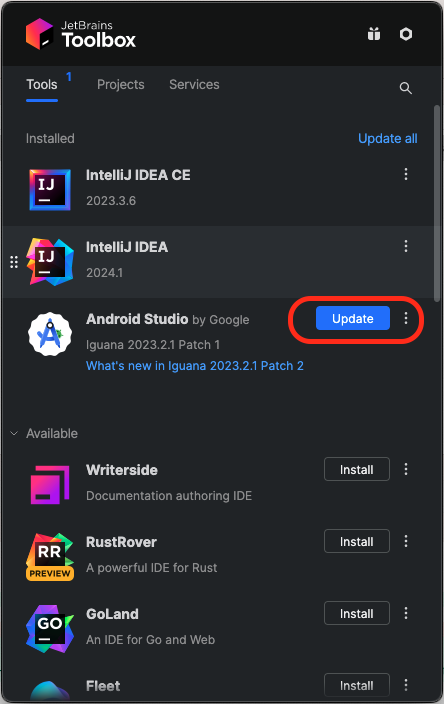 JetBrains
Toolbox
Tools 1 Projects Services
Installed Update all
IJ IntelliJ IDEA CE
2023.3.6
IJ IntelliJ IDEA
2024.1
Android Studio by Google Update
Iguana 2023.2.1 Patch 1
What's new in Iguana 2023.2.1 Patch 2
Available
Writerside Install
Documentation authoring IDE
RR RustRover Install
PREVIEW A powerful IDE for Rust
GO GoLand Install
An IDE for Go and Web
Fleet Install